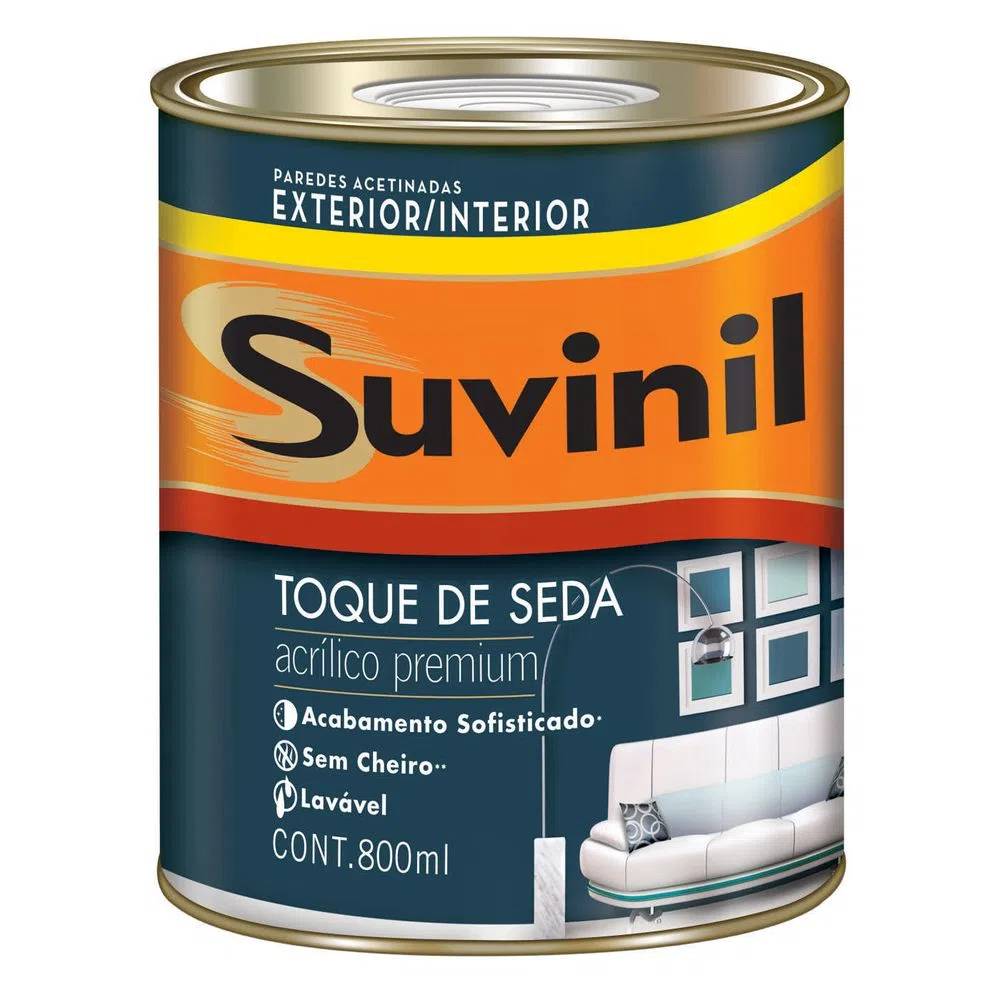 PAREDES ACETINADAS
EXTERIOR/INTERIOR
Suvinil
TOQUE DE SEDA
acrílico premium
Acabamento Sofisticado*
Sem Cheiro**
Lavável
CONT.800ml